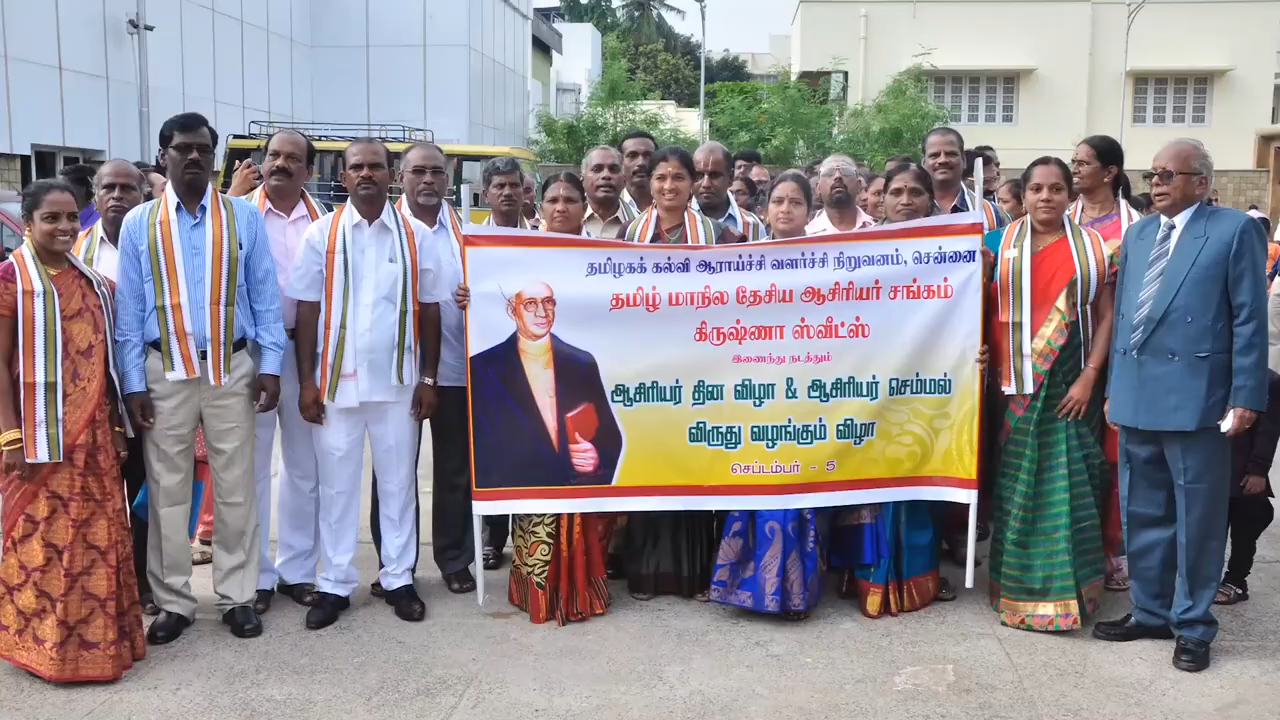 தமிழகக் கல்வி ஆராய்ச்சி வளர்ச்சி நிறுவனம், சென்னை
தமிழ் மாநில தேசிய ஆசிரியர் சங்கம்
கிருஷ்ணா ஸ்வீட்ஸ்
இணைந்து நடத்தும்
ஆசிரியர் தின விழா & ஆசிரியர் செம்மல்
விருது வழங்கும் விழா
செப்டம்பர் - 5